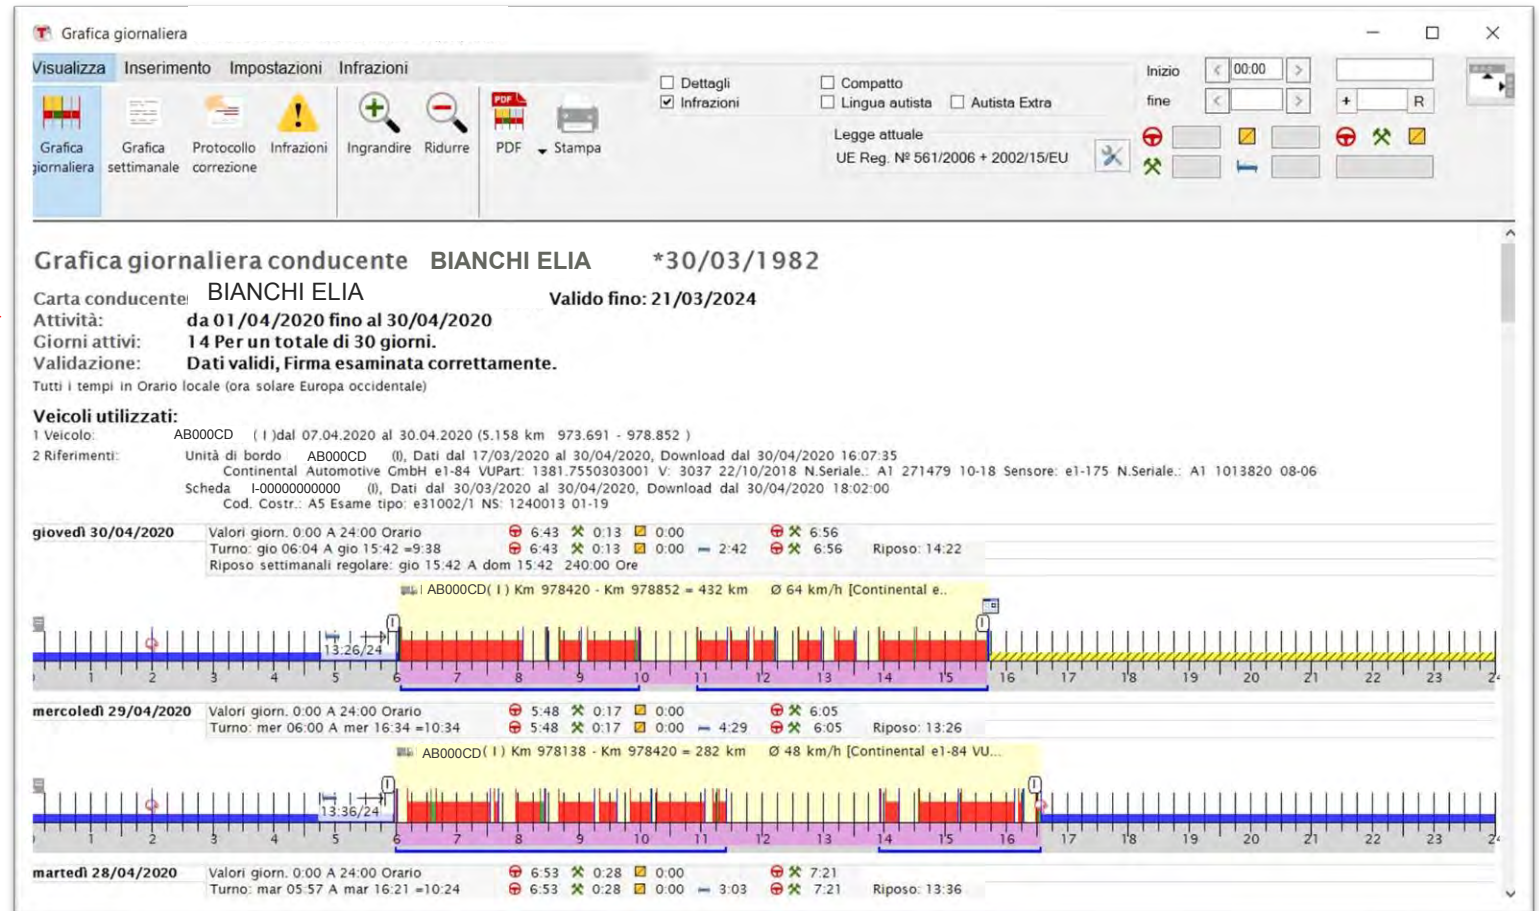 Grafica giornaliera
Visualizza Inserimento Impostazioni Infrazioni
Grafica giornaliera
Grafica settimanale
Protocollo correzione
Infrazioni
Ingrandire
Ridurre
PDF
PDF
Stampa
Dettagli
Infrazioni
Compatto
Lingua autista Autista Extra
Legge attuale
UE Reg. Nº 561/2006 + 2002/15/EU
Inizio < 00:00 >
fine < > + R
Grafica giornaliera conducente BIANCHI ELIA *30/03/1982
Carta conducente BIANCHI ELIA Valido fino: 21/03/2024
Attività: da 01/04/2020 fino al 30/04/2020
Giorni attivi: 14 Per un totale di 30 giorni.
Validazione: Dati validi, Firma esaminata correttamente.
Tutti i tempi in Orario locale (ora solare Europa occidentale)
Veicoli utilizzati:
1 Veicolo: AB000CD ( I )dal 07.04.2020 al 30.04.2020 (5.158 km 973.691 - 978.852 )
2 Riferimenti: Unità di bordo AB000CD (I), Dati dal 17/03/2020 al 30/04/2020, Download dal 30/04/2020 16:07:35
Continental Automotive GmbH e1-84 VUPart: 1381.7550303001 V: 3037 22/10/2018 N.Seriale.: A1 271479 10-18 Sensore: e1-175 N.Seriale.: A1 1013820 08-06
Scheda I-00000000000 (I), Dati dal 30/03/2020 al 30/04/2020, Download dal 30/04/2020 18:02:00
Cod. Costr.: A5 Esame tipo: e31002/1 NS: 1240013 01-19
giovedì 30/04/2020 Valori giorn. 0:00 A 24:00 Orario 6:43 0:13 0:00 6:56
Turno: gio 06:04 A gio 15:42 =9:38 6:43 0:13 0:00 2:42 6:56 Riposo: 14:22
Riposo settimanali regolare: gio 15:42 A dom 15:42 240:00 Ore
AB000CD( I ) Km 978420 - Km 978852 = 432 km Ø 64 km/h [Continental e..
13:26/24
1 2 3 4 5 6 7 8 9 10 11 12 13 14 15 16 17 18 19 20 21 22 23
mercoledì 29/04/2020 Valori giorn. 0:00 A 24:00 Orario 5:48 0:17 0:00 6:05
Turno: mer 06:00 A mer 16:34 =10:34 5:48 0:17 0:00 4:29 6:05 Riposo: 13:26
AB000CD( I ) Km 978138 - Km 978420 = 282 km Ø 48 km/h [Continental e1-84 VU...
13:36/24
1 2 3 4 5 6 7 8 9 10 11 12 13 14 15 16 17 18 19 20 21 22 23
martedì 28/04/2020 Valori giorn. 0:00 A 24:00 Orario 6:53 0:28 0:00 7:21
Turno: mar 05:57 A mar 16:21 =10:24 6:53 0:28 0:00 3:03 7:21 Riposo: 13:36